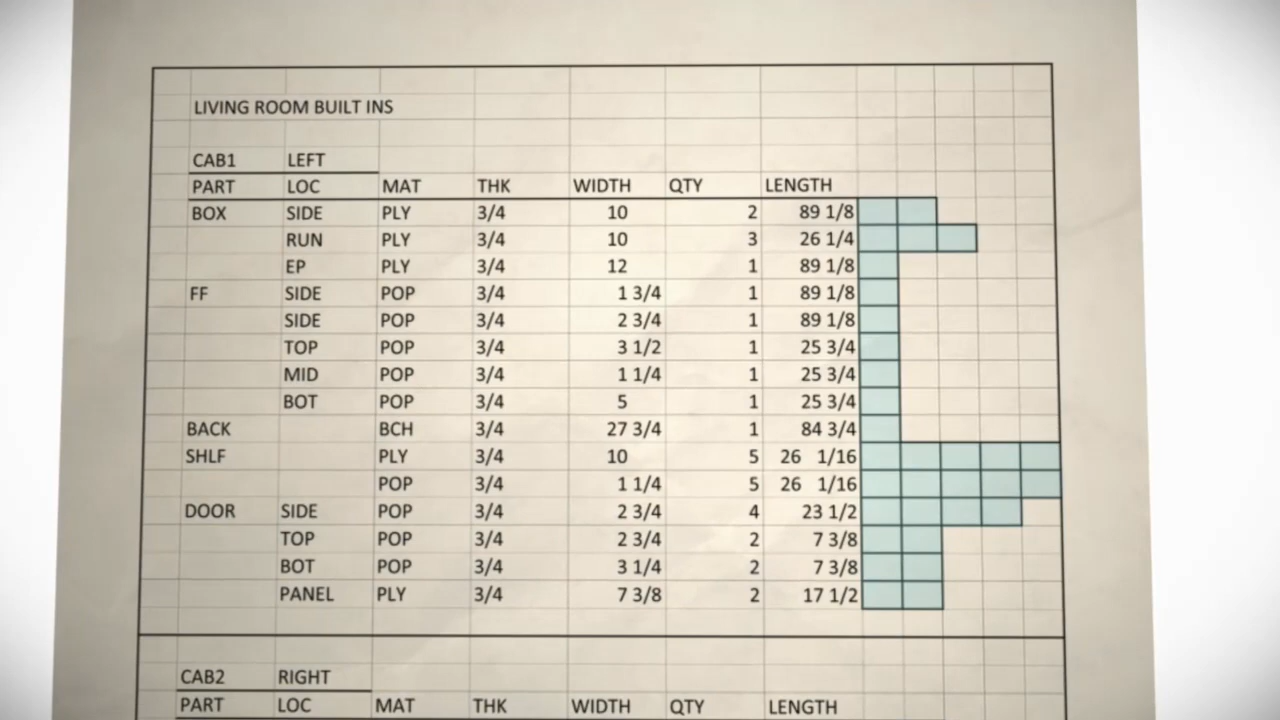 LIVING ROOM BUILT INS
CAB1 LEFT
PART LOC MAT THK WIDTH QTY LENGTH
BOX SIDE PLY 3/4 10 2 89 1/8
RUN PLY 3/4 10 3 26 1/4
EP PLY 3/4 12 1 89 1/8
FF SIDE POP 3/4 1 3/4 1 89 1/8
SIDE POP 3/4 2 3/4 1 89 1/8
TOP POP 3/4 3 1/2 1 25 3/4
MID POP 3/4 1 1/4 1 25 3/4
BOT POP 3/4 5 1 25 3/4
BACK BCH 3/4 27 3/4 1 84 3/4
SHLF PLY 3/4 10 5 26 1/16
POP 3/4 1 1/4 5 26 1/16
DOOR SIDE POP 3/4 2 3/4 4 23 1/2
TOP POP 3/4 2 3/4 2 7 3/8
BOT POP 3/4 3 1/4 2 7 3/8
PANEL PLY 3/4 7 3/8 2 17 1/2
CAB2 RIGHT
PART LOC MAT THK WIDTH QTY LENGTH